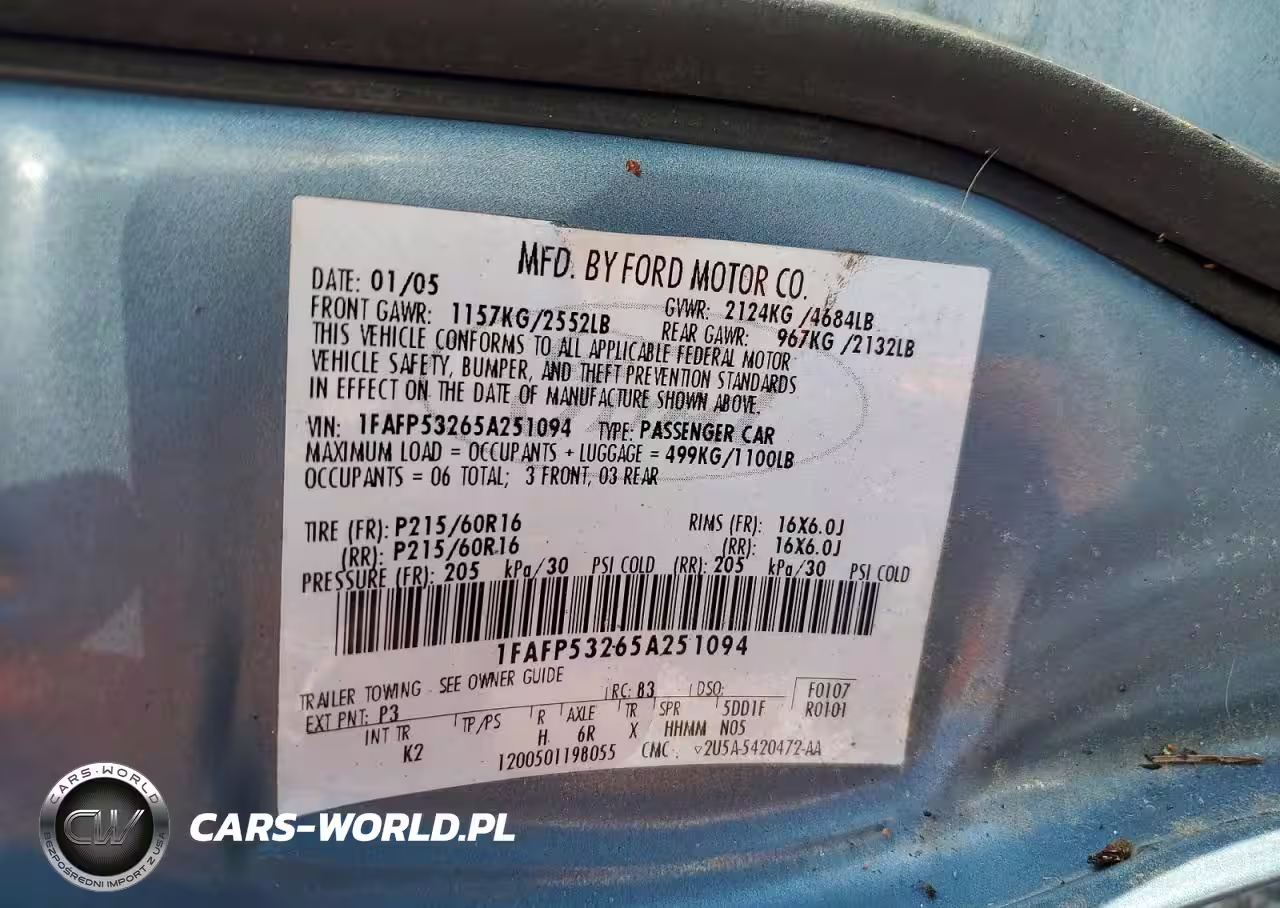 MFD. BY FORD MOTOR CO.
DATE: 01/05
GVWR: 2124KG /4684LB
FRONT GAWR: 1157KG/2552LB
REAR GAWR: 967KG /2132LB
THIS VEHICLE CONFORMS TO ALL APPLICABLE FEDERAL MOTOR
VEHICLE SAFETY, BUMPER, AND THEFT PREVENTION STANDARDS
IN EFFECT ON THE DATE OF MANUFACTURE SHOWN ABOVE.
VIN: 1FAFP53265A251094 TYPE: PASSENGER CAR
MAXIMUM LOAD = OCCUPANTS + LUGGAGE = 499KG/1100LB
OCCUPANTS = 06 TOTAL; 3 FRONT, 03 REAR
TIRE (FR): P215/60R16 RIMS (FR): 16X6.0J
(RR): P215/60R16 (RR): 16X6.0J
PRESSURE (FR): 205 kPa/30 PSI COLD (RR): 205 kPa/30 PSI COLD
1FAFP53265A251094
TRAILER TOWING - SEE OWNER GUIDE
RC: 83 DSO: F0107
EXT PNT: P3 R0101
INT TR TP/PS R AXLE TR SPR 5DD1F
K2 H 6R X HHMM N05
1200501198055 CMC 2U5A-5420472-AA
CARS-WORLD
CW
BEZPOŚREDNI IMPORT Z USA
CARS-WORLD.PL